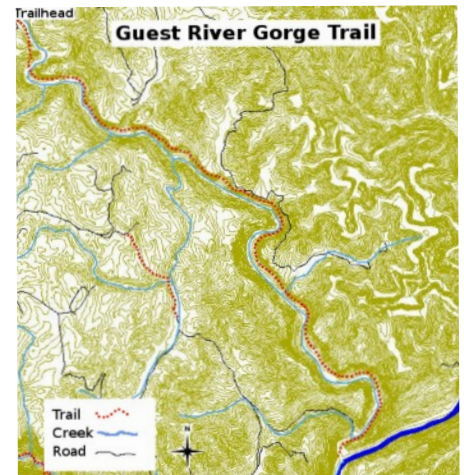 Trailhead
Guest River Gorge Trail
Trail
Creek
Road
N